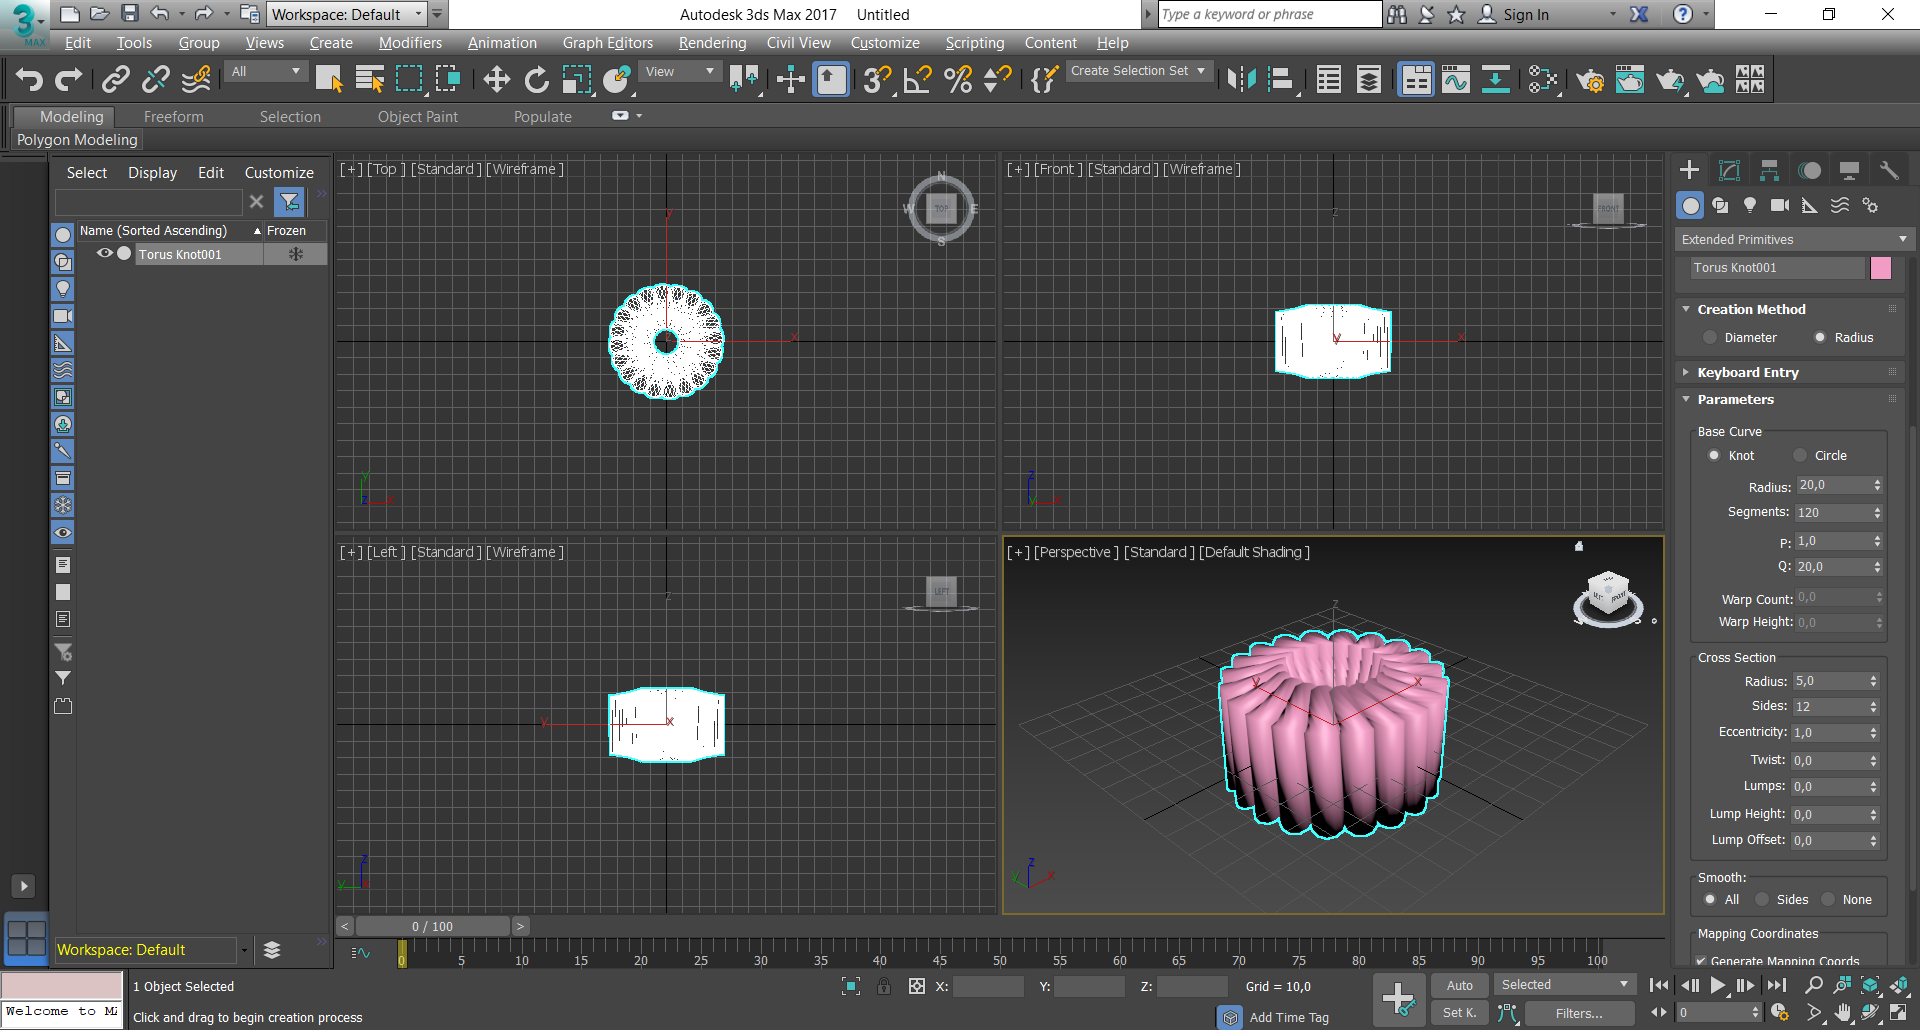 3
MAX
Workspace: Default
Autodesk 3ds Max 2017 Untitled
Type a keyword or phrase
Sign In
Edit Tools Group Views Create Modifiers Animation Graph Editors Rendering Civil View Customize Scripting Content Help
All
View
Create Selection Set
Modeling Freeform Selection Object Paint Populate
Polygon Modeling
Select Display Edit Customize
Name (Sorted Ascending) Frozen
Torus Knot001
[+] [Top ] [Standard ] [Wireframe ]
N
W TOP E
S
y
x
z
y
z x
[+] [Front ] [Standard ] [Wireframe ]
FRONT
z
y x
z
y x
[+] [Left ] [Standard ] [Wireframe ]
LEFT
z
y x
z
y x
[+] [Perspective ] [Standard ] [Default Shading ]
z
y x
z
y x
Extended Primitives
Torus Knot001
Creation Method
Diameter Radius
Keyboard Entry
Parameters
Base Curve
Knot Circle
Radius: 20,0
Segments: 120
P: 1,0
Q: 20,0
Warp Count: 0,0
Warp Height: 0,0
Cross Section
Radius: 5,0
Sides: 12
Eccentricity: 1,0
Twist: 0,0
Lumps: 0,0
Lump Height: 0,0
Lump Offset: 0,0
Smooth:
All Sides None
Mapping Coordinates
Generate Mapping Coords
< 0 / 100 >
Workspace: Default
0 5 10 15 20 25 30 35 40 45 50 55 60 65 70 75 80 85 90 95 100
1 Object Selected
X: Y: Z: Grid = 10,0
Auto Selected
Welcome to M
Click and drag to begin creation process
Add Time Tag
Set K. Filters...
0